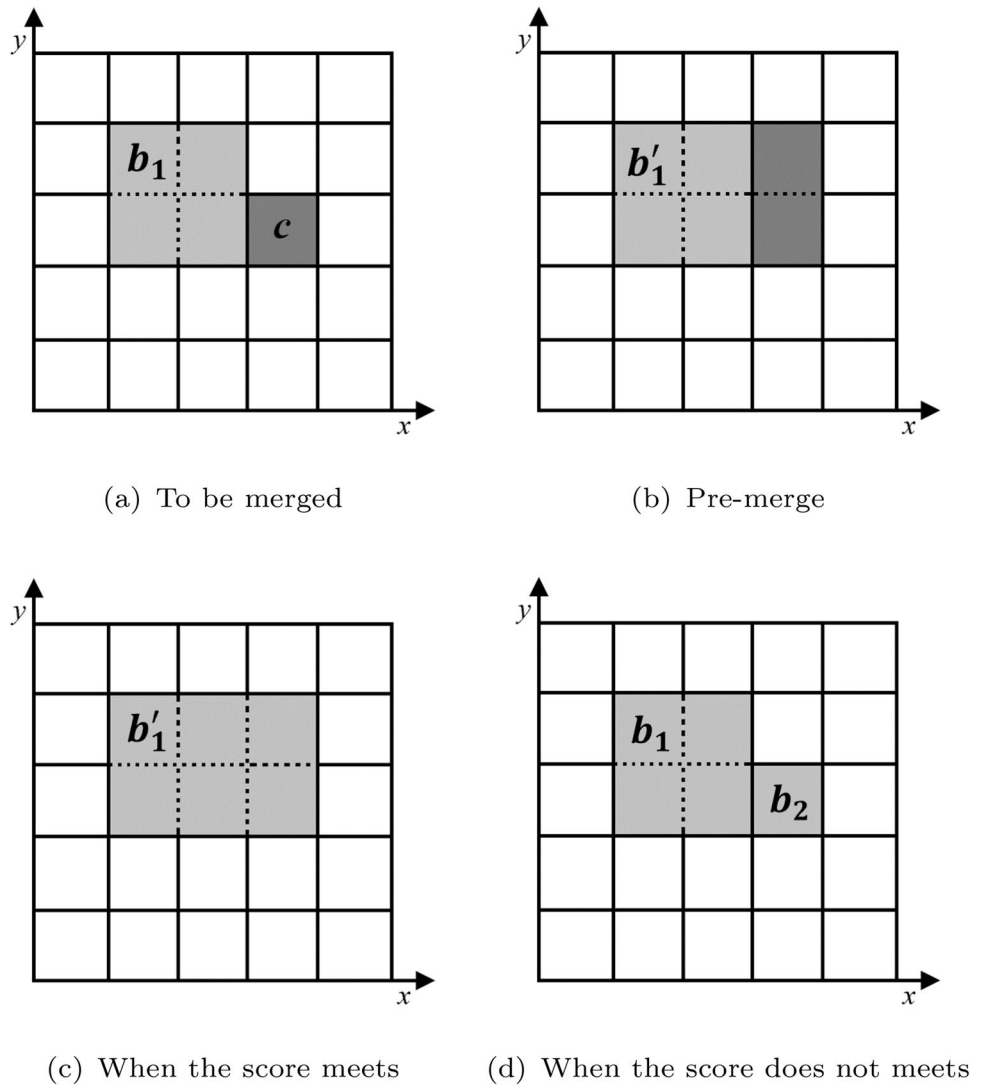 y
y
b₁
b′₁
c
x
x
(a) To be merged
(b) Pre-merge
y
y
b′₁
b₁
b₂
x
x
(c) When the score meets
(d) When the score does not meets